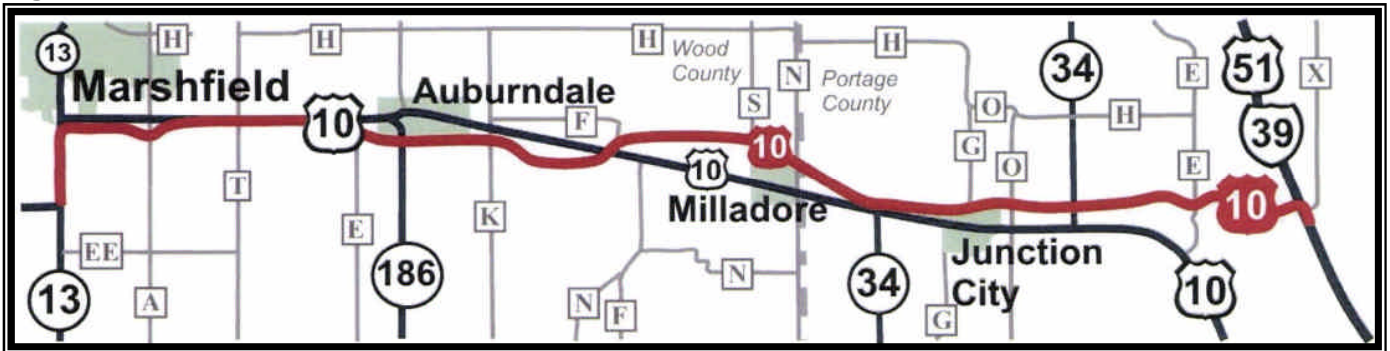 13
H
H
H
Wood
County
N
H
34
51
X
E
Marshfield
10
Auburndale
F
S
Portage
County
O
H
39
10
G
O
E
T
10
10
Milladore
K
E
EE
Junction
City
13
A
186
N
F
N
34
G
10